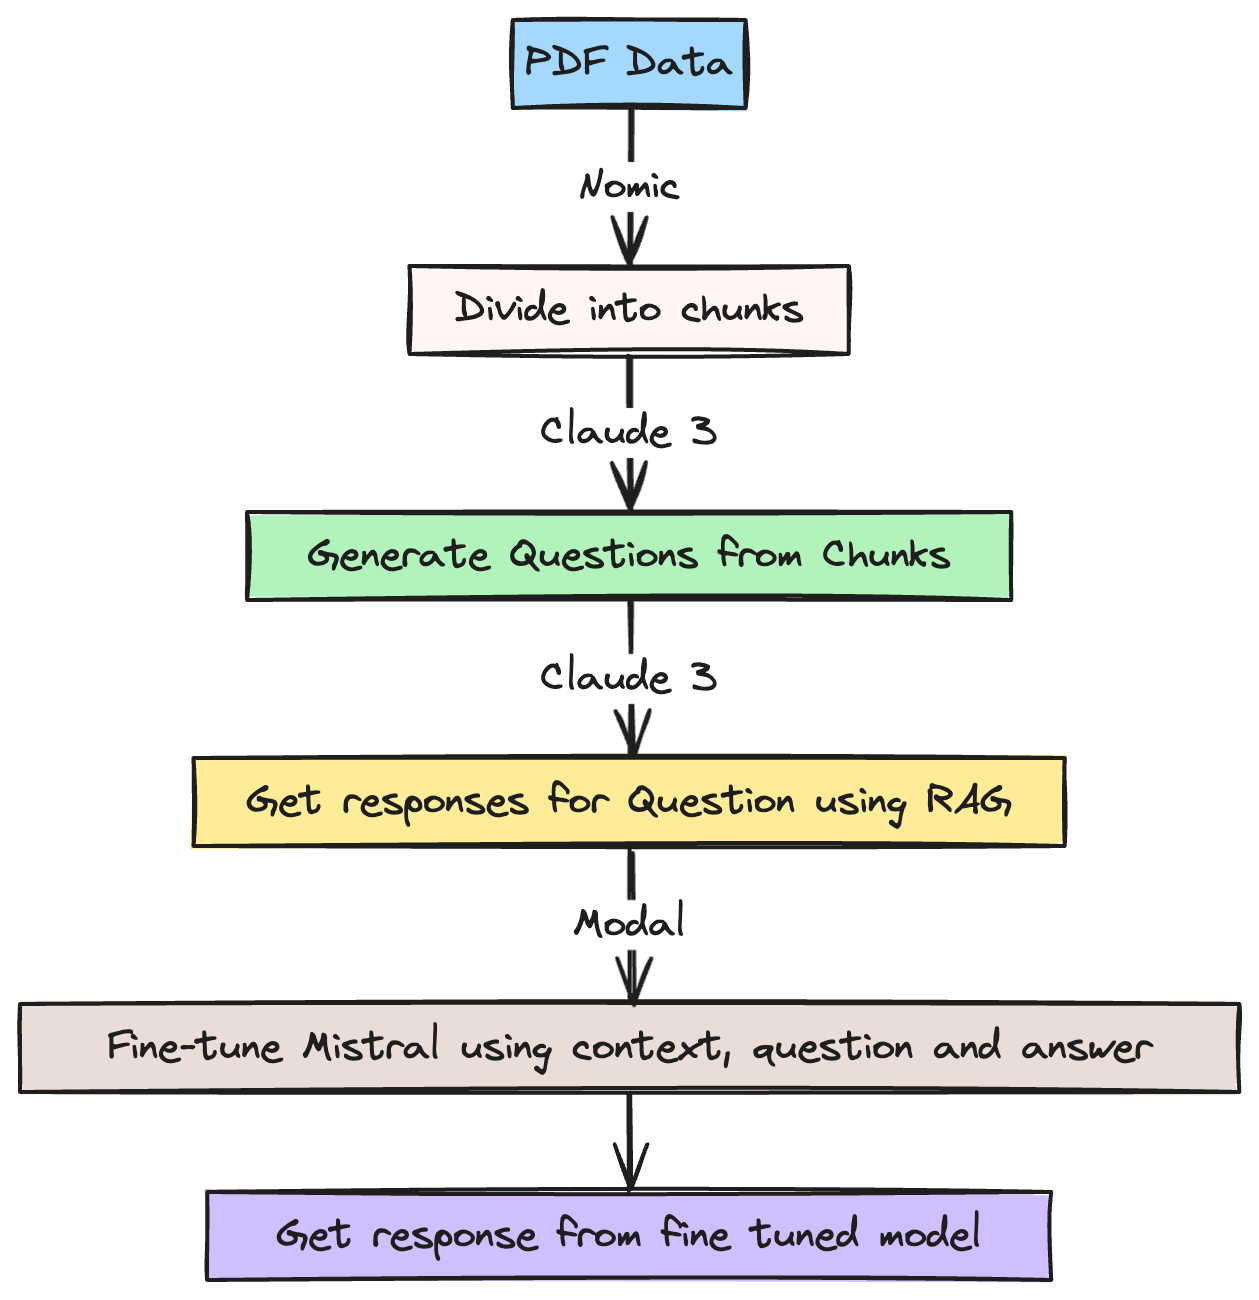 PDF Data
Nomic
Divide into chunks
Claude 3
Generate Questions from Chunks
Claude 3
Get responses for Question using RAG
Modal
Fine-tune Mistral using context, question and answer
Get response from fine tuned model